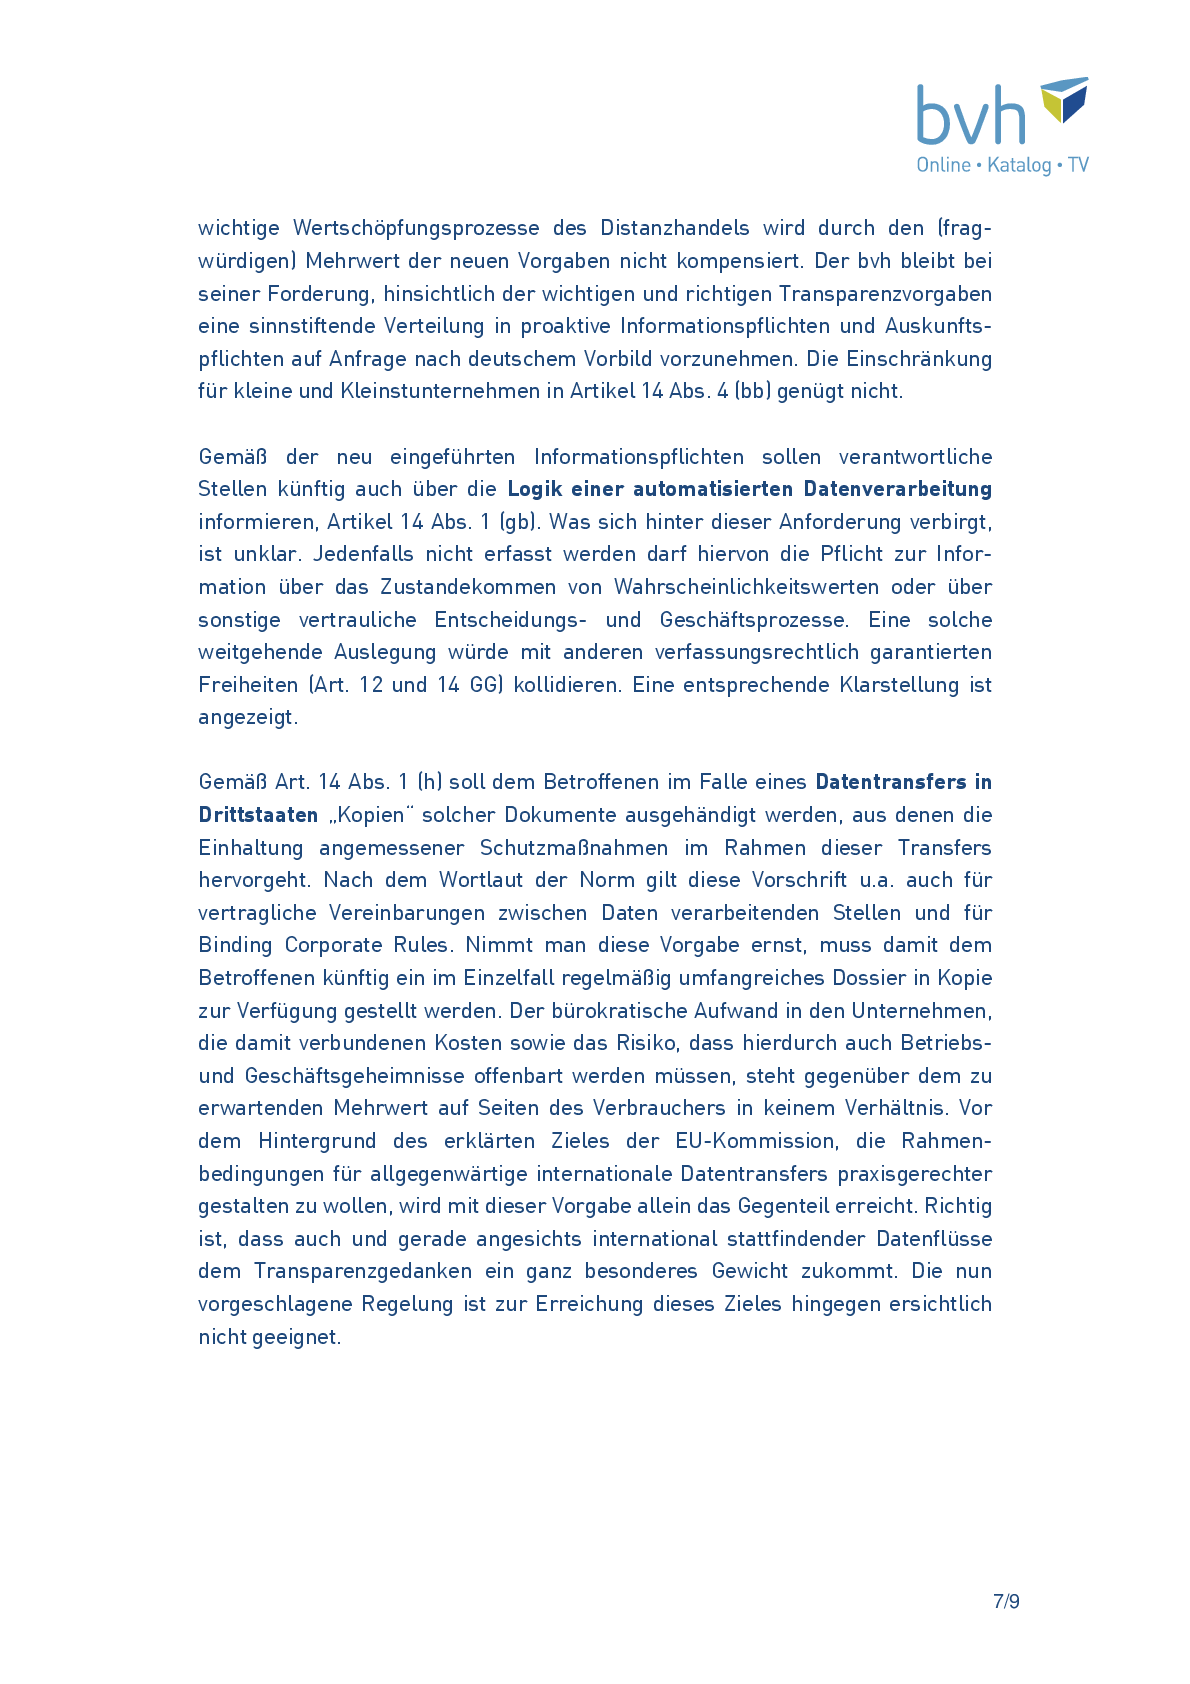 bvh
Online • Katalog • TV
wichtige Wertschöpfungsprozesse des Distanzhandels wird durch den (frag-
würdigen) Mehrwert der neuen Vorgaben nicht kompensiert. Der bvh bleibt bei
seiner Forderung, hinsichtlich der wichtigen und richtigen Transparenzvorgaben
eine sinnstiftende Verteilung in proaktive Informationspflichten und Auskunfts-
pflichten auf Anfrage nach deutschem Vorbild vorzunehmen. Die Einschränkung
für kleine und Kleinstunternehmen in Artikel 14 Abs. 4 (bb) genügt nicht.
Gemäß der neu eingeführten Informationspflichten sollen verantwortliche
Stellen künftig auch über die Logik einer automatisierten Datenverarbeitung
informieren, Artikel 14 Abs. 1 (gb). Was sich hinter dieser Anforderung verbirgt,
ist unklar. Jedenfalls nicht erfasst werden darf hiervon die Pflicht zur Infor-
mation über das Zustandekommen von Wahrscheinlichkeitswerten oder über
sonstige vertrauliche Entscheidungs- und Geschäftsprozesse. Eine solche
weitgehende Auslegung würde mit anderen verfassungsrechtlich garantierten
Freiheiten (Art. 12 und 14 GG) kollidieren. Eine entsprechende Klarstellung ist
angezeigt.
Gemäß Art. 14 Abs. 1 (h) soll dem Betroffenen im Falle eines Datentransfers in
Drittstaaten „Kopien“ solcher Dokumente ausgehändigt werden, aus denen die
Einhaltung angemessener Schutzmaßnahmen im Rahmen dieser Transfers
hervorgeht. Nach dem Wortlaut der Norm gilt diese Vorschrift u.a. auch für
vertragliche Vereinbarungen zwischen Daten verarbeitenden Stellen und für
Binding Corporate Rules. Nimmt man diese Vorgabe ernst, muss damit dem
Betroffenen künftig ein im Einzelfall regelmäßig umfangreiches Dossier in Kopie
zur Verfügung gestellt werden. Der bürokratische Aufwand in den Unternehmen,
die damit verbundenen Kosten sowie das Risiko, dass hierdurch auch Betriebs-
und Geschäftsgeheimnisse offenbart werden müssen, steht gegenüber dem zu
erwartenden Mehrwert auf Seiten des Verbrauchers in keinem Verhältnis. Vor
dem Hintergrund des erklärten Zieles der EU-Kommission, die Rahmen-
bedingungen für allgegenwärtige internationale Datentransfers praxisgerechter
gestalten zu wollen, wird mit dieser Vorgabe allein das Gegenteil erreicht. Richtig
ist, dass auch und gerade angesichts international stattfindender Datenflüsse
dem Transparenzgedanken ein ganz besonderes Gewicht zukommt. Die nun
vorgeschlagene Regelung ist zur Erreichung dieses Zieles hingegen ersichtlich
nicht geeignet.
7/9